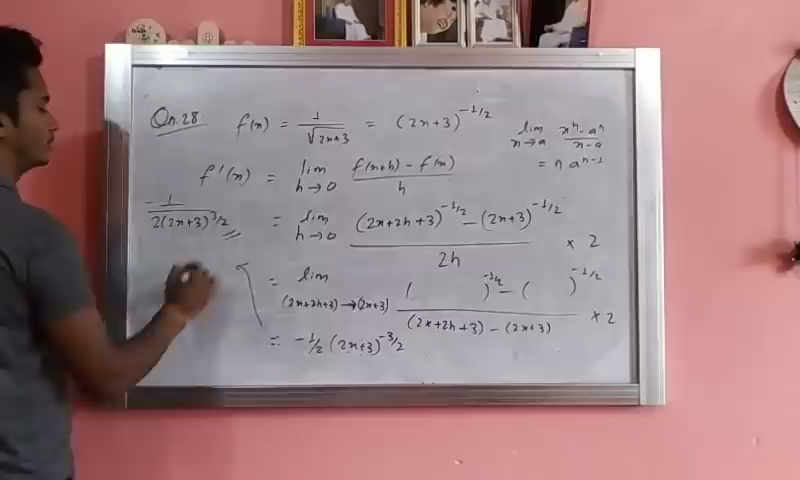 Qn.28. f(x) = 1/√2x+3 = (2x+3)^-1/2
lim x→a x^n - a^n / x-a
= n a^n-1
f'(x) = lim h→0 f(x+h) - f(x) / h
= lim h→0 (2x+2h+3)^-1/2 - (2x+3)^-1/2 / 2h × 2
= lim (2x+2h+3)→(2x+3) ( )^-1/2 - ( )^-1/2 / (2x+2h+3) - (2x+3) × 2
= -1/2 (2x+3)^-3/2
-1 / 2(2x+3)^3/2